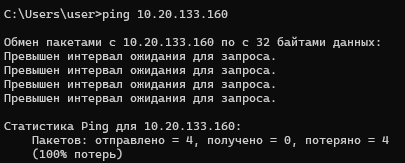 C:\Users\user>ping 10.20.133.160
Обмен пакетами с 10.20.133.160 по с 32 байтами данных:
Превышен интервал ожидания для запроса.
Превышен интервал ожидания для запроса.
Превышен интервал ожидания для запроса.
Превышен интервал ожидания для запроса.
Статистика Ping для 10.20.133.160:
Пакетов: отправлено = 4, получено = 0, потеряно = 4
(100% потерь)